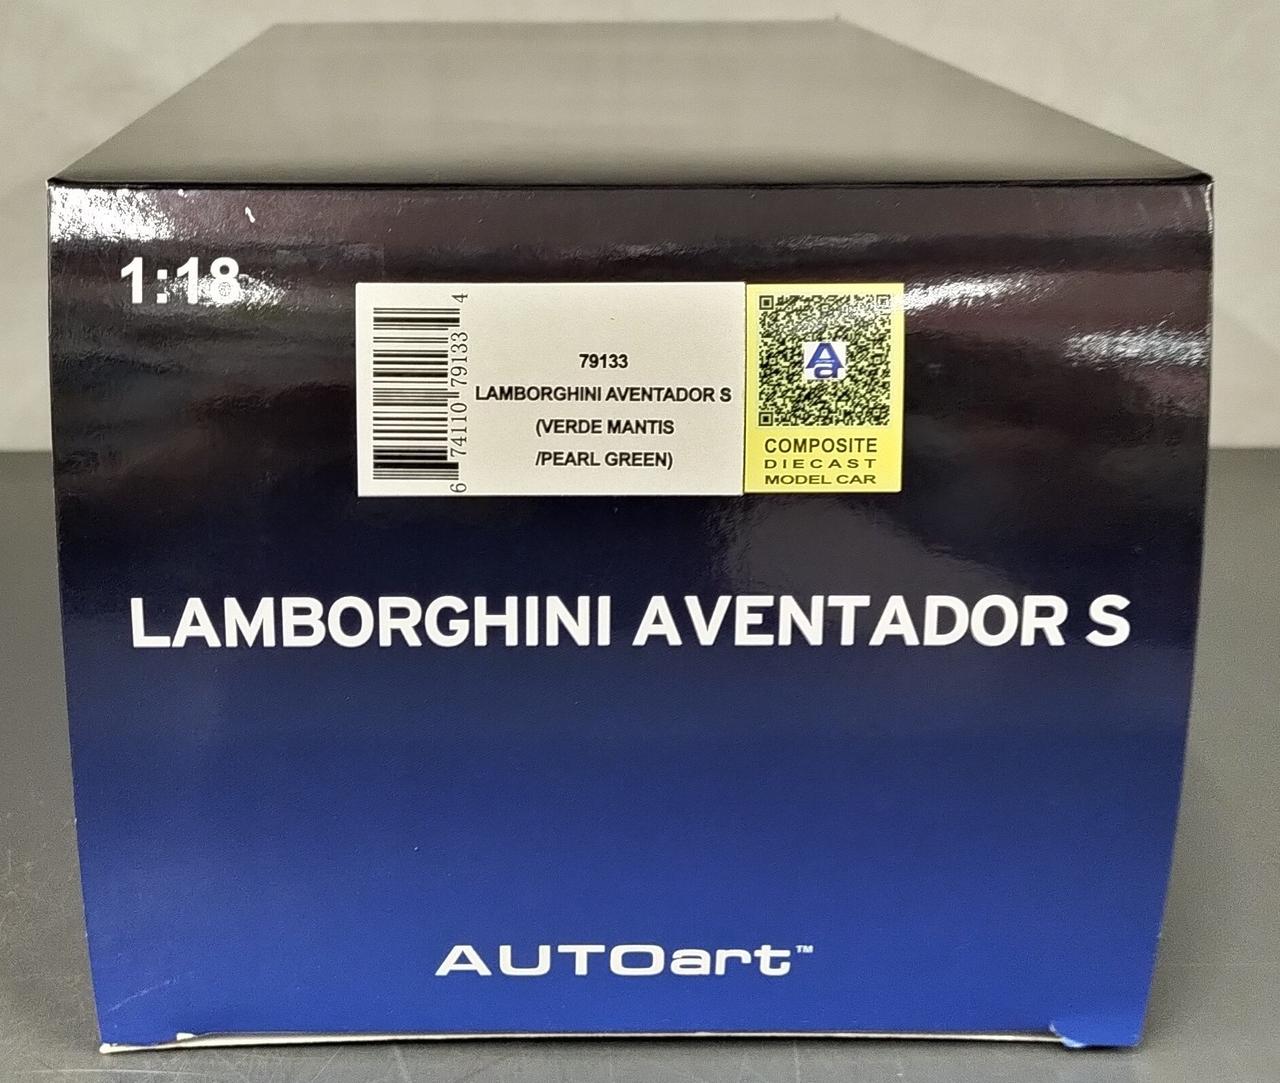 1:18
6 74110 79133 4
79133
LAMBORGHINI AVENTADOR S
(VERDE MANTIS
/PEARL GREEN)
Aa
COMPOSITE
DIECAST
MODEL CAR
LAMBORGHINI AVENTADOR S
AUTOart™